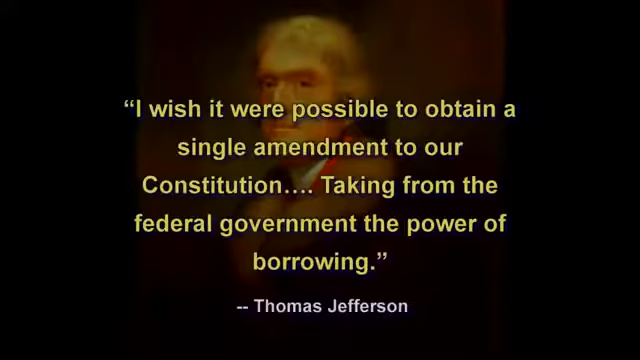 “I wish it were possible to obtain a
single amendment to our
Constitution…. Taking from the
federal government the power of
borrowing.”
-- Thomas Jefferson